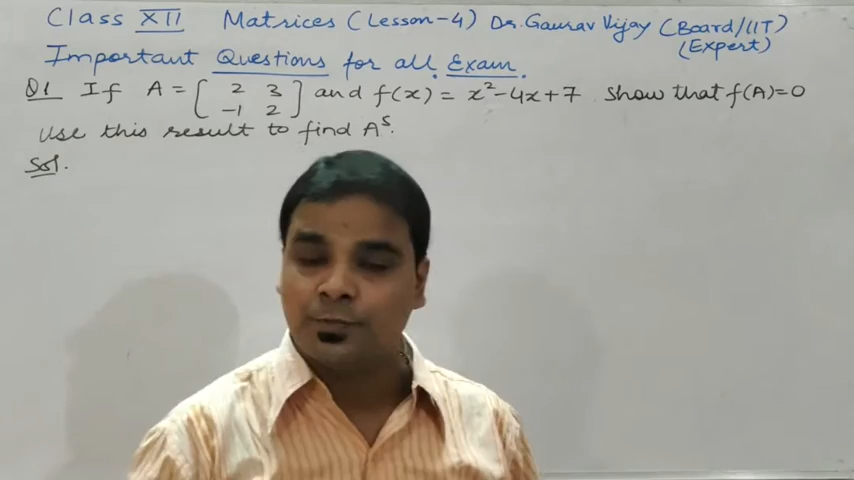 Class XII Matrices (Lesson-4) Dr. Gaurav Vijay (Board/IIT)
(Expert)
Important Questions for all Exam.
Q1 If A = [ 2 3 ] and f(x) = x² - 4x + 7 show that f(A) = 0
-1 2
Use this result to find A⁵.
Sol.